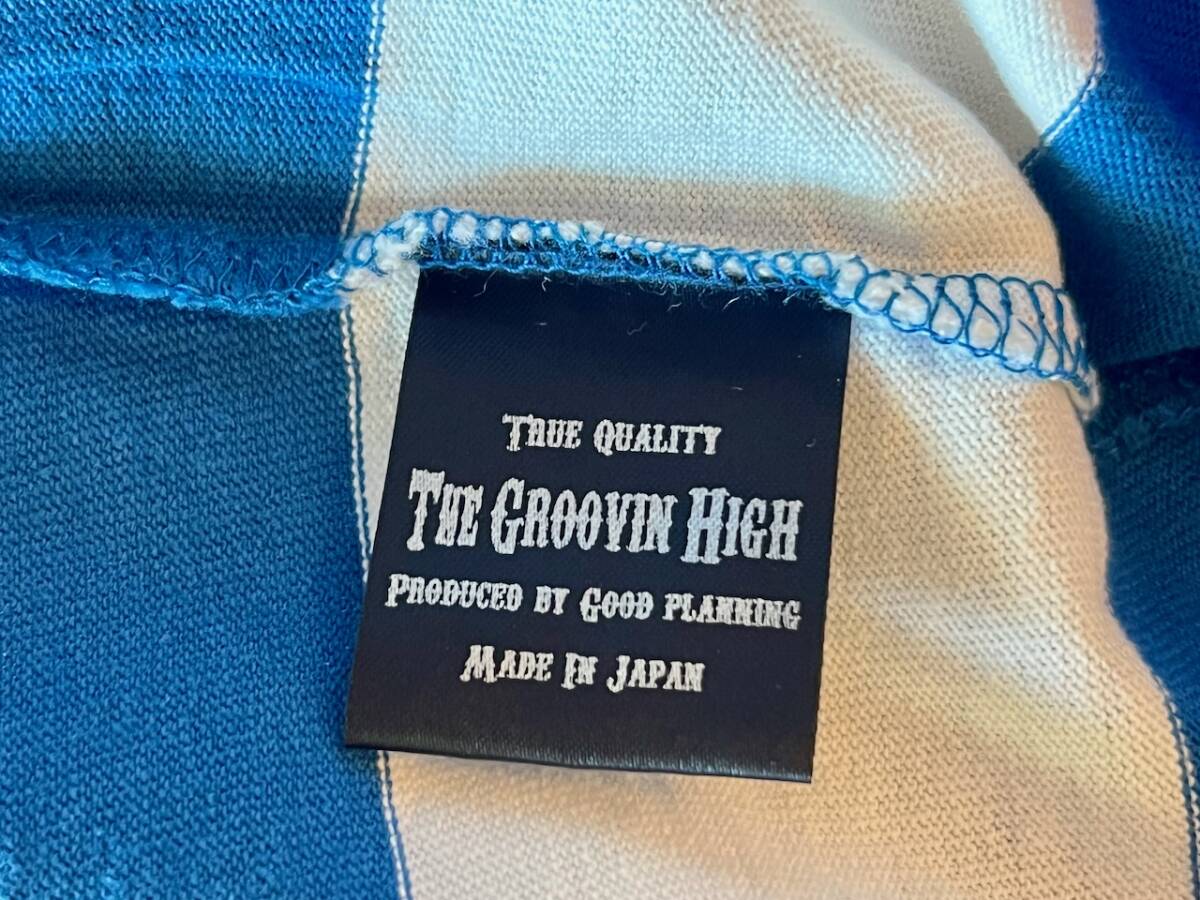 True quality
The Groovin High
Produced by Good planning
Made In Japan